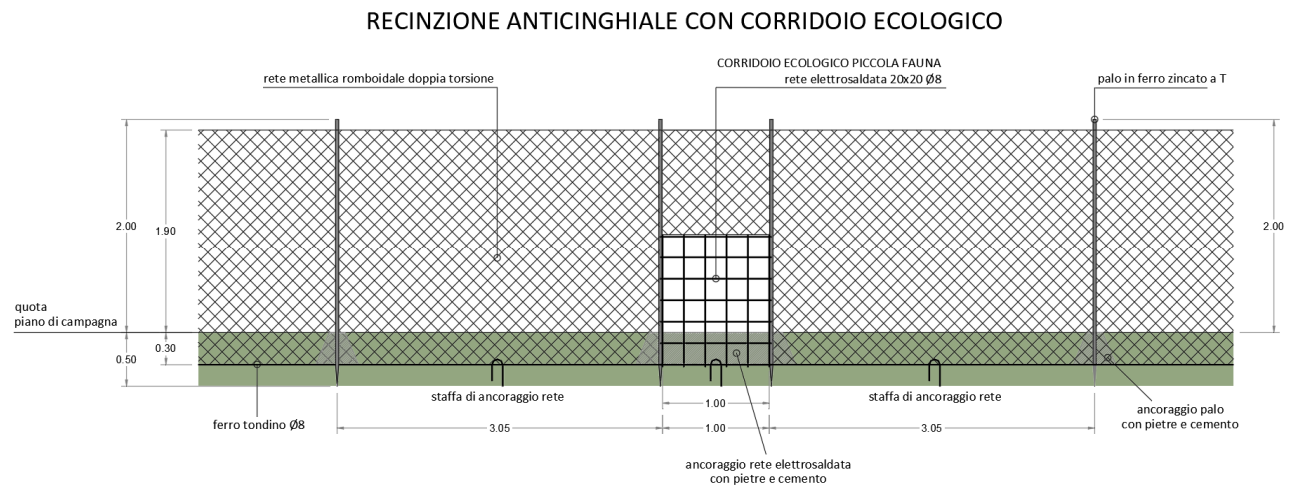 RECINZIONE ANTICINGHIALE CON CORRIDOIO ECOLOGICO
CORRIDOIO ECOLOGICO PICCOLA FAUNA
rete metallica romboidale doppia torsione
rete elettrosaldata 20x20 Ø8
palo in ferro zincato a T
2.00
1.90
2.00
quota
piano di campagna
0.50
0.30
staffa di ancoraggio rete
staffa di ancoraggio rete
1.00
ferro tondino Ø8
3.05
1.00
3.05
ancoraggio palo
con pietre e cemento
ancoraggio rete elettrosaldata
con pietre e cemento